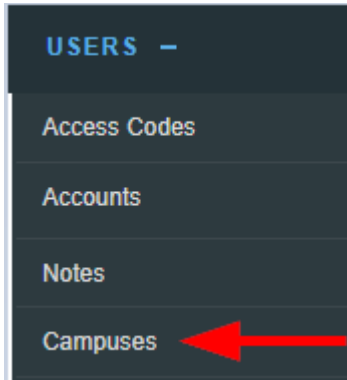 USERS –
Access Codes
Accounts
Notes
Campuses